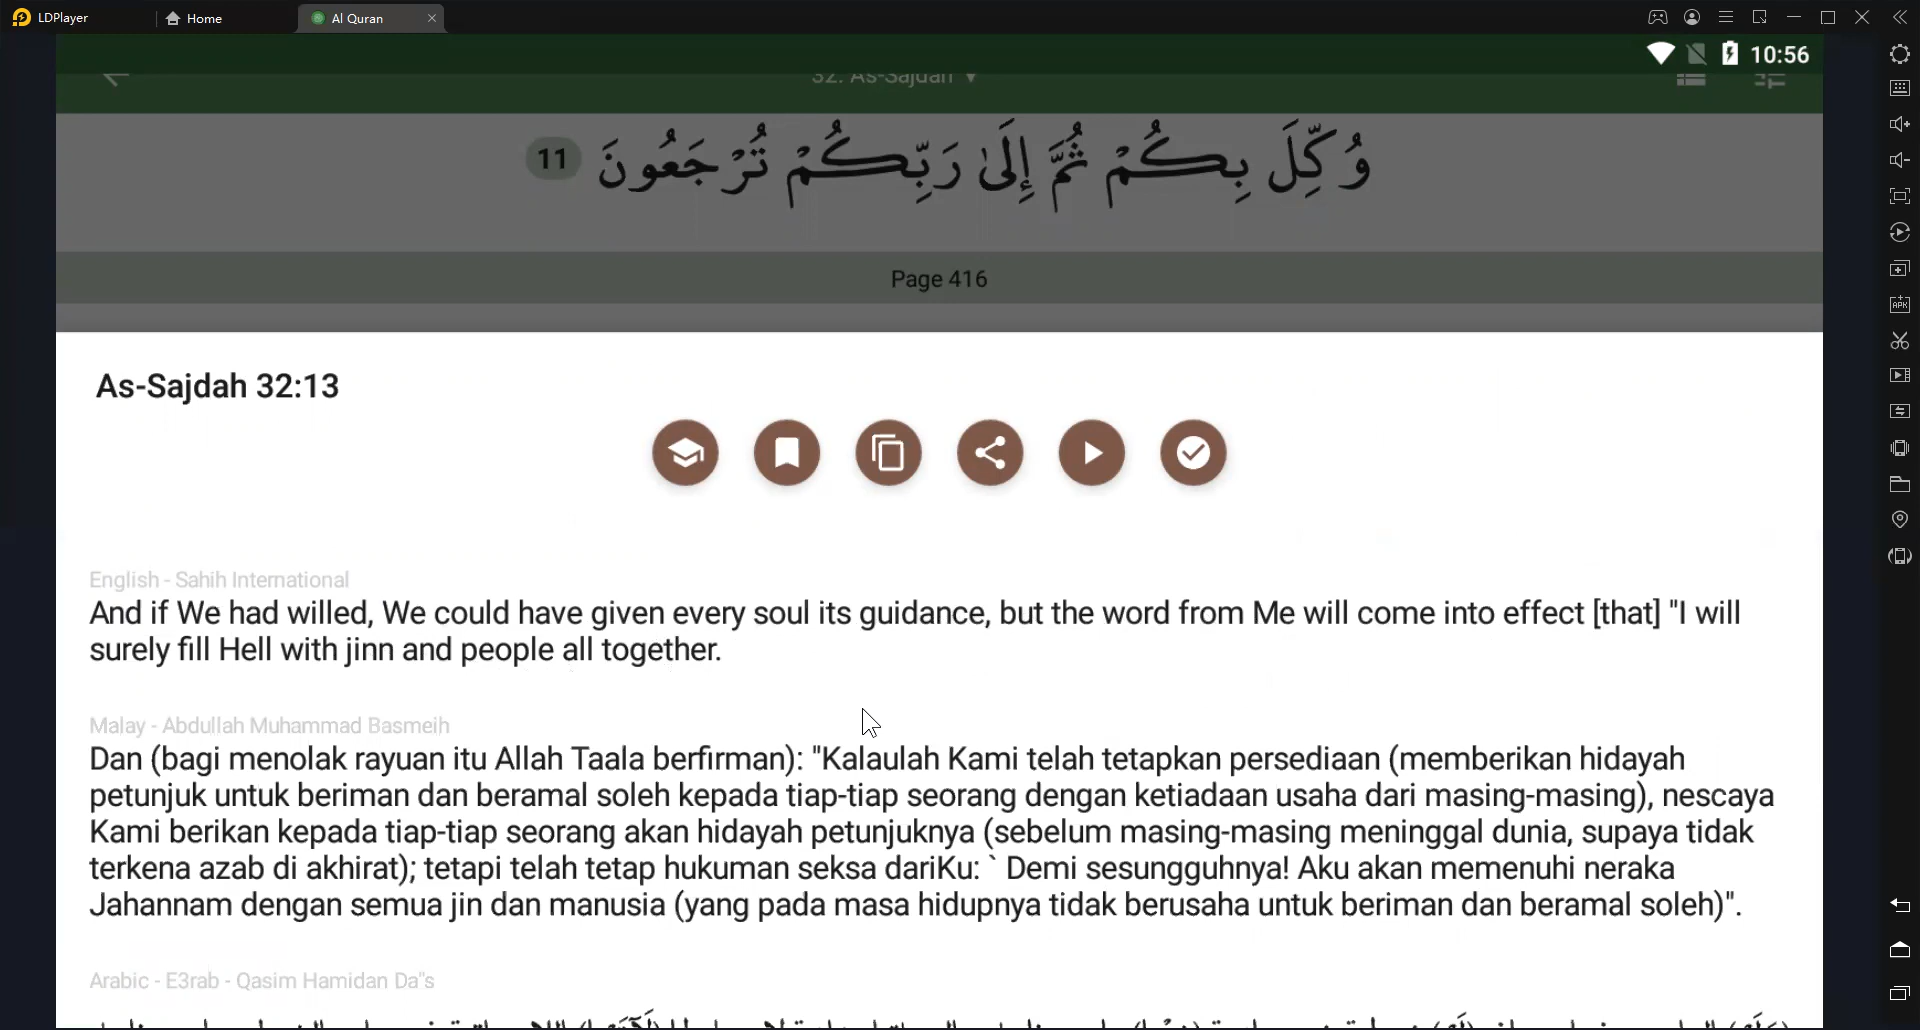 LDPlayer
Home
Al Quran
10:56
32. As-Sajdah
وُكِّلَ بِكُمْ ثُمَّ إِلَىٰ رَبِّكُمْ تُرْجَعُونَ 11
Page 416
As-Sajdah 32:13
English - Sahih International
And if We had willed, We could have given every soul its guidance, but the word from Me will come into effect [that] "I will
surely fill Hell with jinn and people all together.
Malay - Abdullah Muhammad Basmeih
Dan (bagi menolak rayuan itu Allah Taala berfirman): "Kalaulah Kami telah tetapkan persediaan (memberikan hidayah
petunjuk untuk beriman dan beramal soleh kepada tiap-tiap seorang dengan ketiadaan usaha dari masing-masing), nescaya
Kami berikan kepada tiap-tiap seorang akan hidayah petunjuknya (sebelum masing-masing meninggal dunia, supaya tidak
terkena azab di akhirat); tetapi telah tetap hukuman seksa dariKu: ` Demi sesungguhnya! Aku akan memenuhi neraka
Jahannam dengan semua jin dan manusia (yang pada masa hidupnya tidak berusaha untuk beriman dan beramal soleh)".
Arabic - E3rab - Qasim Hamidan Da"s